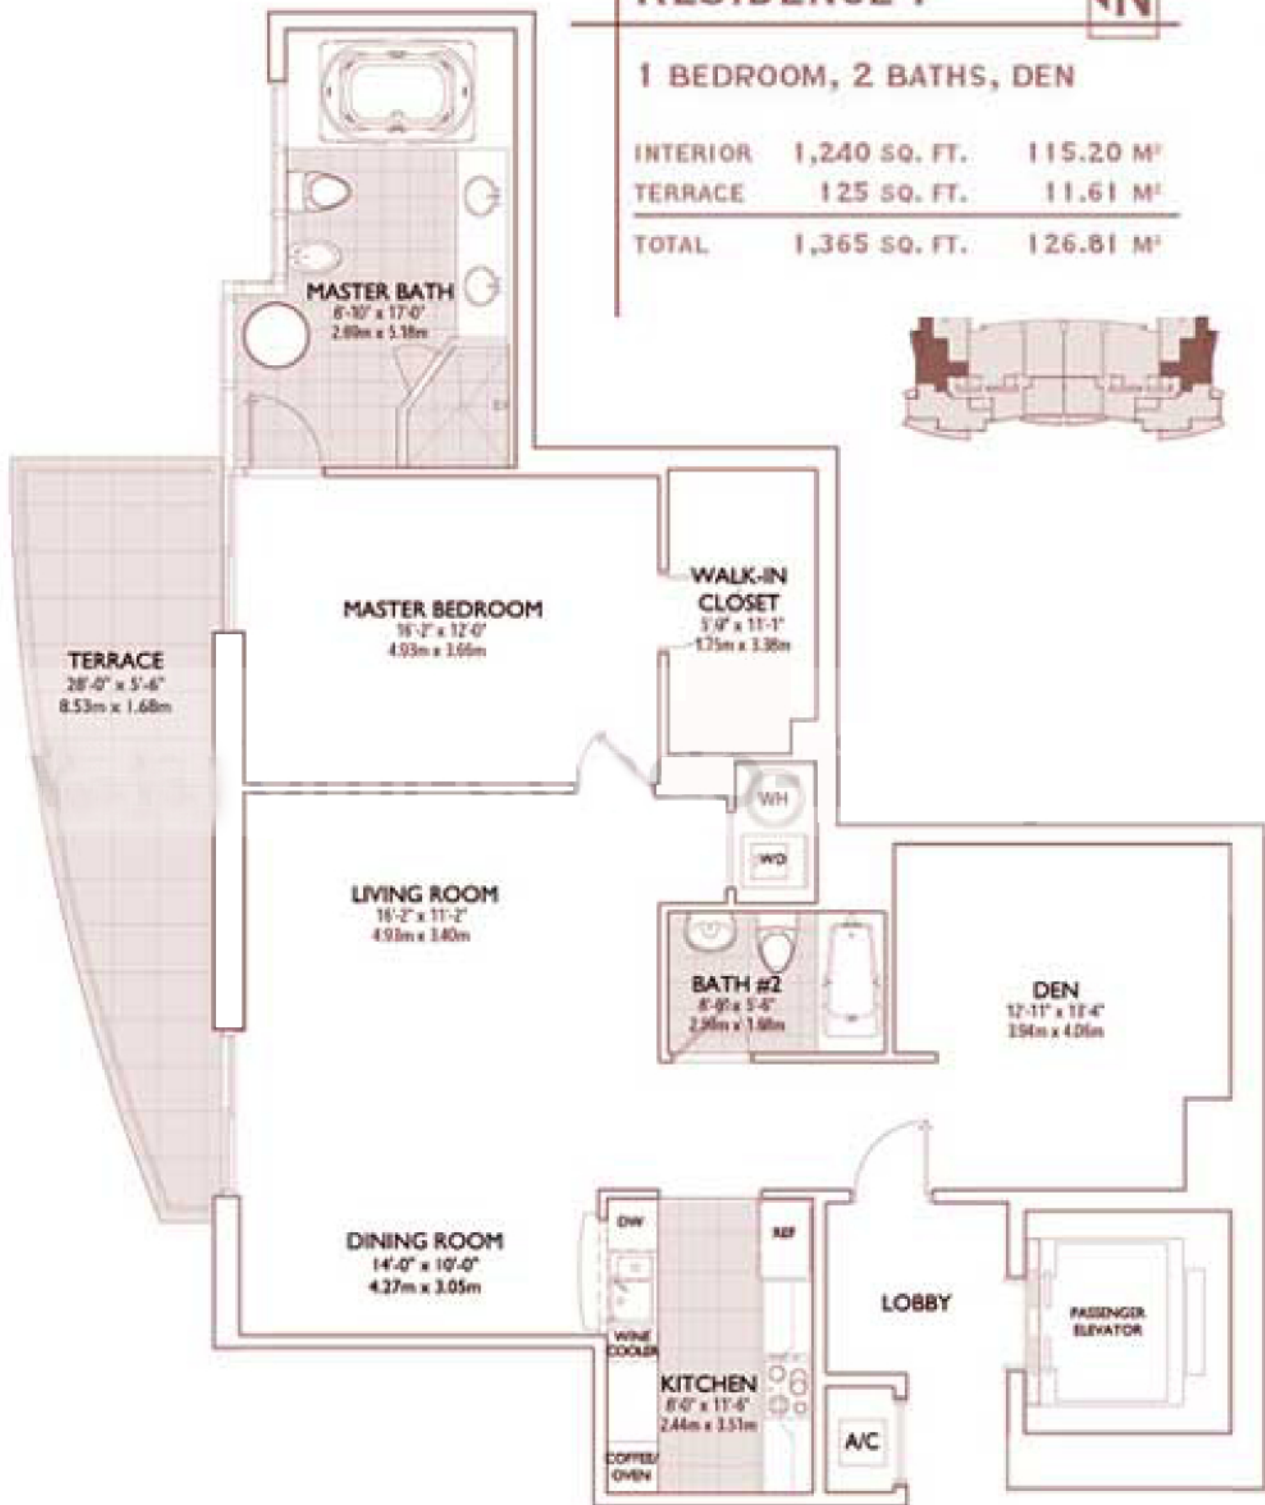 1 BEDROOM, 2 BATHS, DEN
INTERIOR 1,240 SQ. FT. 115.20 M²
TERRACE 125 SQ. FT. 11.61 M²
TOTAL 1,365 SQ. FT. 126.81 M²
MASTER BATH
8'-10" x 17'-0"
2.69m x 5.18m
MASTER BEDROOM
16'-2" x 12'-0"
4.93m x 3.66m
WALK-IN
CLOSET
5'-9" x 11'-1"
1.75m x 3.38m
TERRACE
28'-0" x 5'-6"
8.53m x 1.68m
WH
WD
LIVING ROOM
16'-2" x 11'-2"
4.93m x 3.40m
BATH #2
x 5'-6"
x 1.68m
DEN
12'-11" x 13'-4"
3.94m x 4.06m
DW
REF
DINING ROOM
14'-0" x 10'-0"
4.27m x 3.05m
LOBBY
PASSENGER
ELEVATOR
WINE
COOLER
KITCHEN
8'-0" x 11'-6"
2.44m x 3.51m
A/C
COFFEE/
OVEN